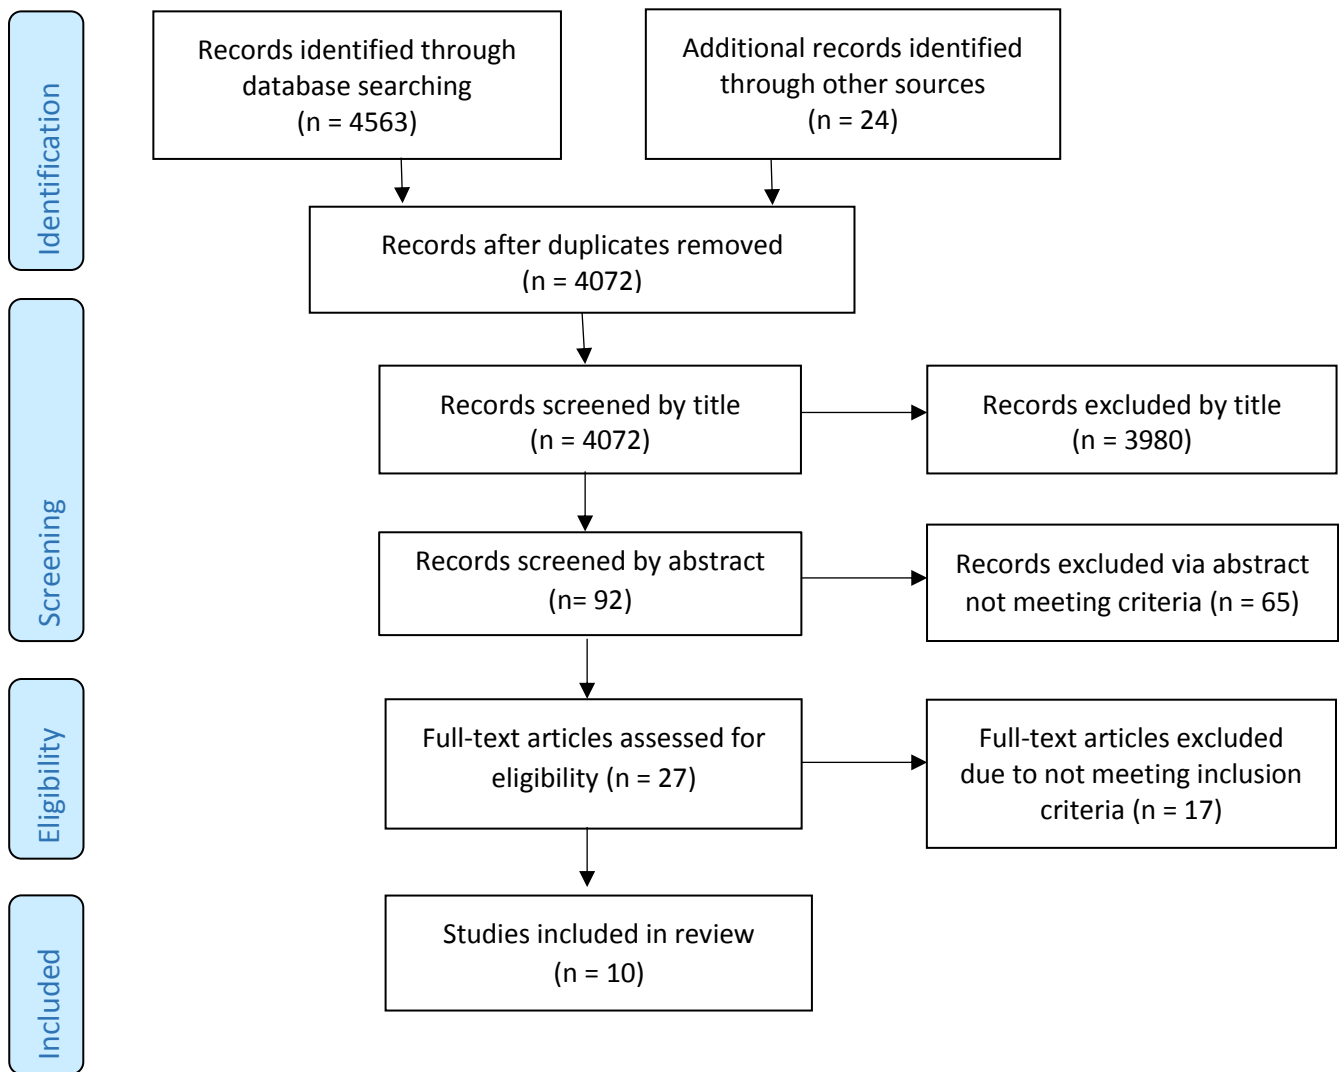 Identification
Records identified through
database searching
(n = 4563)
Additional records identified
through other sources
(n = 24)
Records after duplicates removed
(n = 4072)
Screening
Records screened by title
(n = 4072)
Records excluded by title
(n = 3980)
Records screened by abstract
(n= 92)
Records excluded via abstract
not meeting criteria (n = 65)
Eligibility
Full-text articles assessed for
eligibility (n = 27)
Full-text articles excluded
due to not meeting inclusion
criteria (n = 17)
Included
Studies included in review
(n = 10)